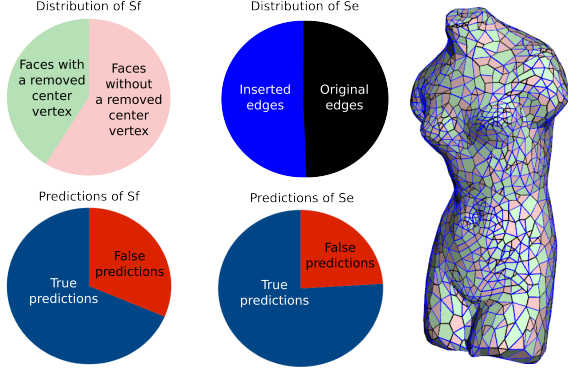 Distribution of Sf
Distribution of Se
Faces with
a removed
center
vertex
Faces
without
a removed
center
vertex
Inserted
edges
Original
edges
Predictions of Sf
Predictions of Se
True
predictions
False
predictions
True
predictions
False
predictions